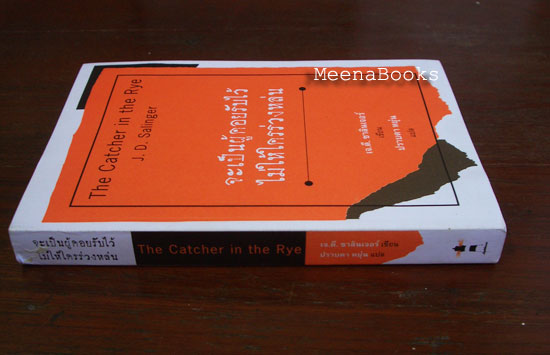 MeenaBooks
The Catcher in the Rye
J. D. Salinger
จะเป็นผู้คอยรับไว้
ไม่ให้ใครร่วงหล่น
เจ.ดี. ซาลินเจอร์
เขียน
ปราบดา หยุ่น
แปล
จะเป็นผู้คอยรับไว้
ไม่ให้ใครร่วงหล่น
The Catcher in the Rye
เจ.ดี. ซาลินเจอร์ เขียน
ปราบดา หยุ่น แปล